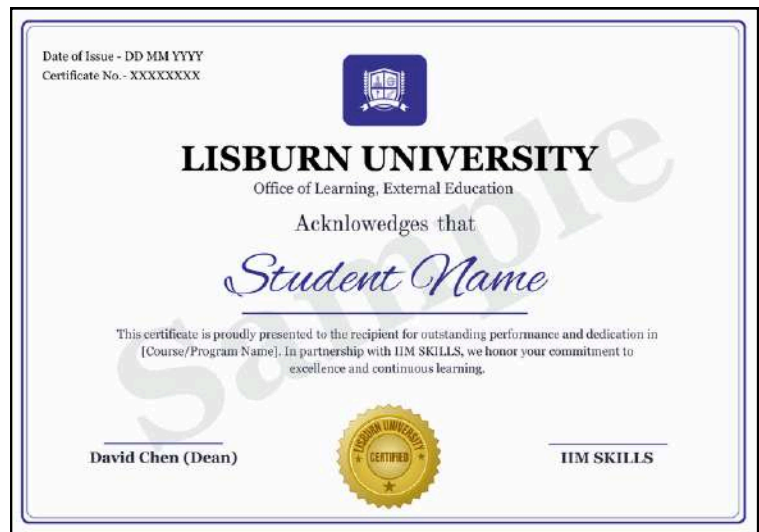 Date of Issue - DD MM YYYY
Certificate No.- XXXXXXXX
LISBURN UNIVERSITY
Office of Learning, External Education
Acknlowedges that
Student Name
This certificate is proudly presented to the recipient for outstanding performance and dedication in
[Course/Program Name]. In partnership with IIM SKILLS, we honor your commitment to
excellence and continuous learning.
Sample
LISBURN UNIVERSITY
CERTIFIED
David Chen (Dean)
IIM SKILLS